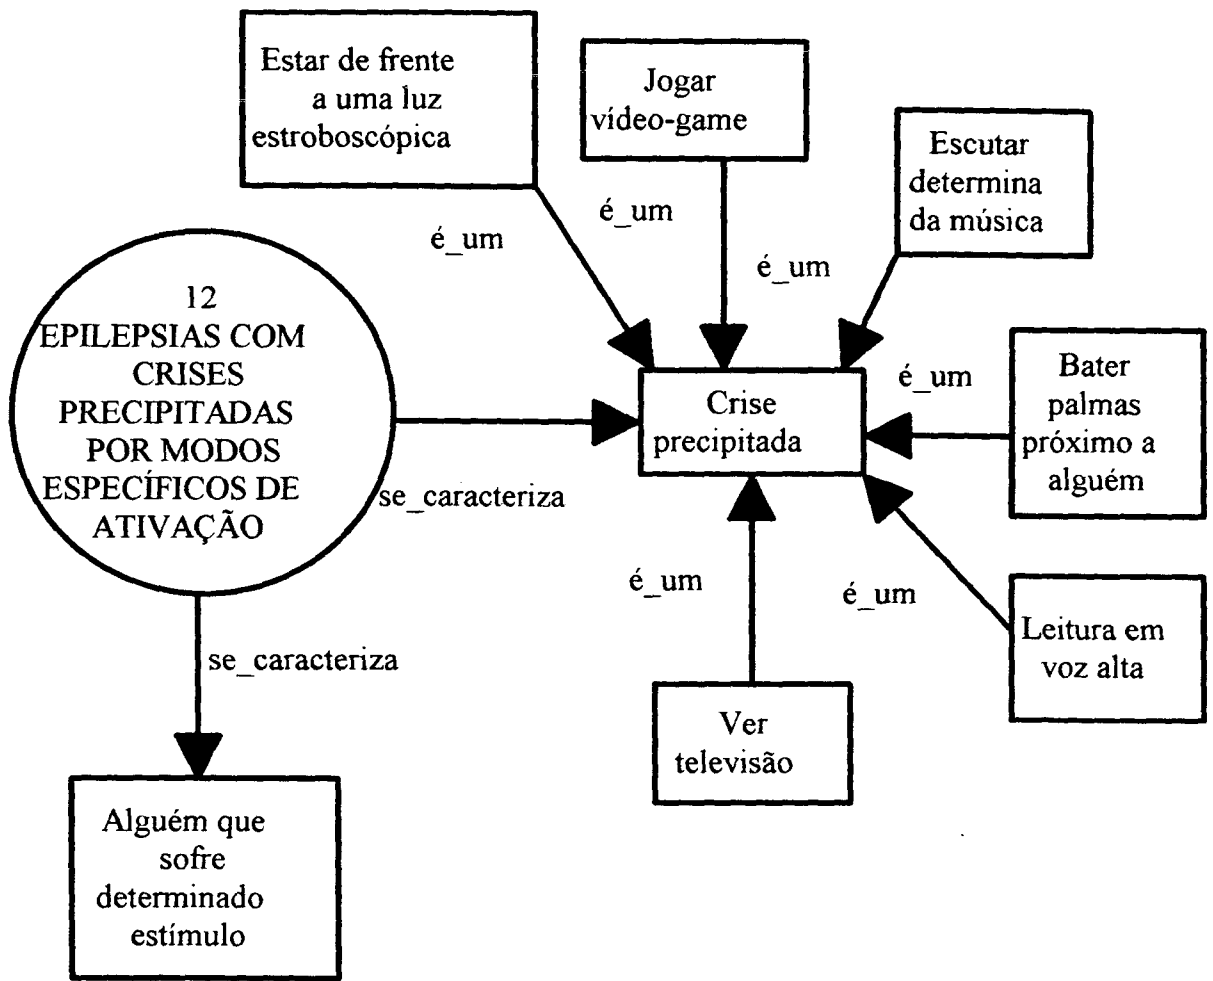 Estar de frente
a uma luz
estroboscópica
Jogar
vídeo-game
Escutar
determina
da música
é_um
é_um
é_um
12
EPILEPSIAS COM
CRISES
PRECIPITADAS
POR MODOS
ESPECÍFICOS DE
ATIVAÇÃO
se_caracteriza
Crise
precipitada
é_um
Bater
palmas
próximo a
alguém
é_um
é_um
Leitura em
voz alta
se_caracteriza
Ver
televisão
Alguém que
sofre
determinado
estímulo